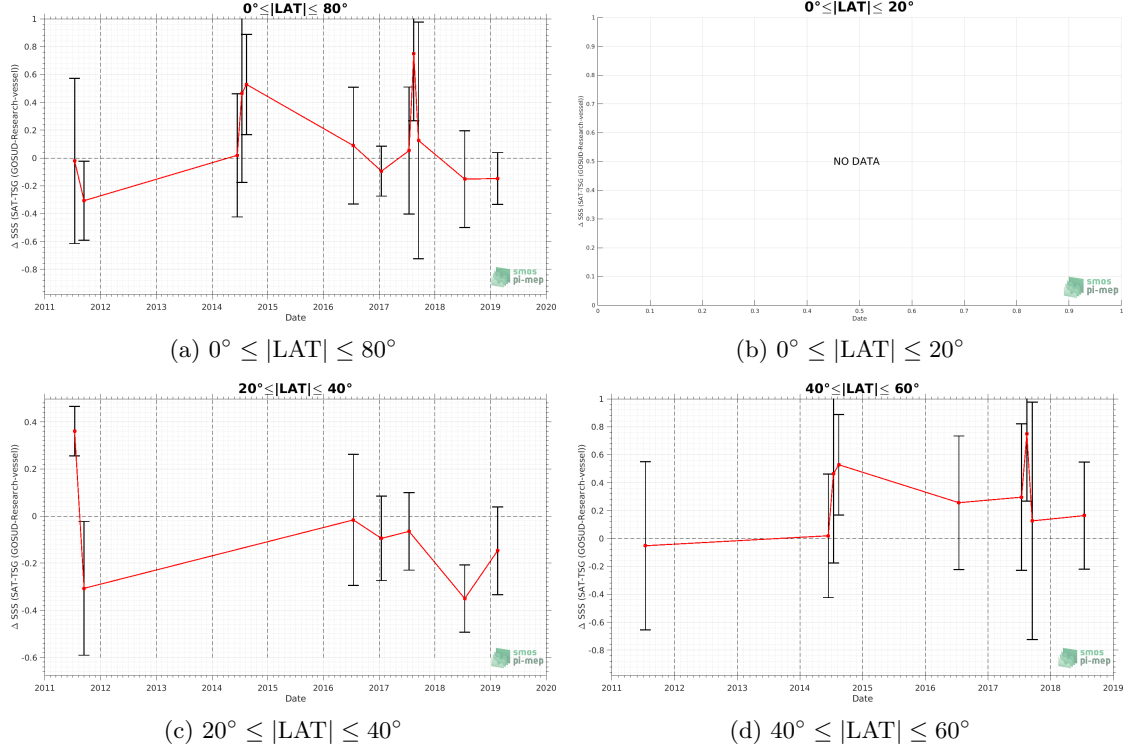 0°≤|LAT|≤ 80°
Δ SSS (SAT-TSG (GOSUD-Research-vessel))
1
0.8
0.6
0.4
0.2
0
-0.2
-0.4
-0.6
-0.8
2011 2012 2013 2014 2015 2016 2017 2018 2019 2020
Date
smos
pi-mep
(a) 0° ≤ |LAT| ≤ 80°
0°≤|LAT|≤ 20°
Δ SSS (SAT-TSG (GOSUD-Research-vessel))
1
0.9
0.8
0.7
0.6
0.5
0.4
0.3
0.2
0.1
0
NO DATA
0 0.1 0.2 0.3 0.4 0.5 0.6 0.7 0.8 0.9 1
Date
smos
pi-mep
(b) 0° ≤ |LAT| ≤ 20°
20°≤|LAT|≤ 40°
Δ SSS (SAT-TSG (GOSUD-Research-vessel))
0.4
0.2
0
-0.2
-0.4
-0.6
2011 2012 2013 2014 2015 2016 2017 2018 2019 2020
Date
smos
pi-mep
(c) 20° ≤ |LAT| ≤ 40°
40°≤|LAT|≤ 60°
Δ SSS (SAT-TSG (GOSUD-Research-vessel))
1
0.8
0.6
0.4
0.2
0
-0.2
-0.4
-0.6
-0.8
2011 2012 2013 2014 2015 2016 2017 2018 2019
Date
smos
pi-mep
(d) 40° ≤ |LAT| ≤ 60°